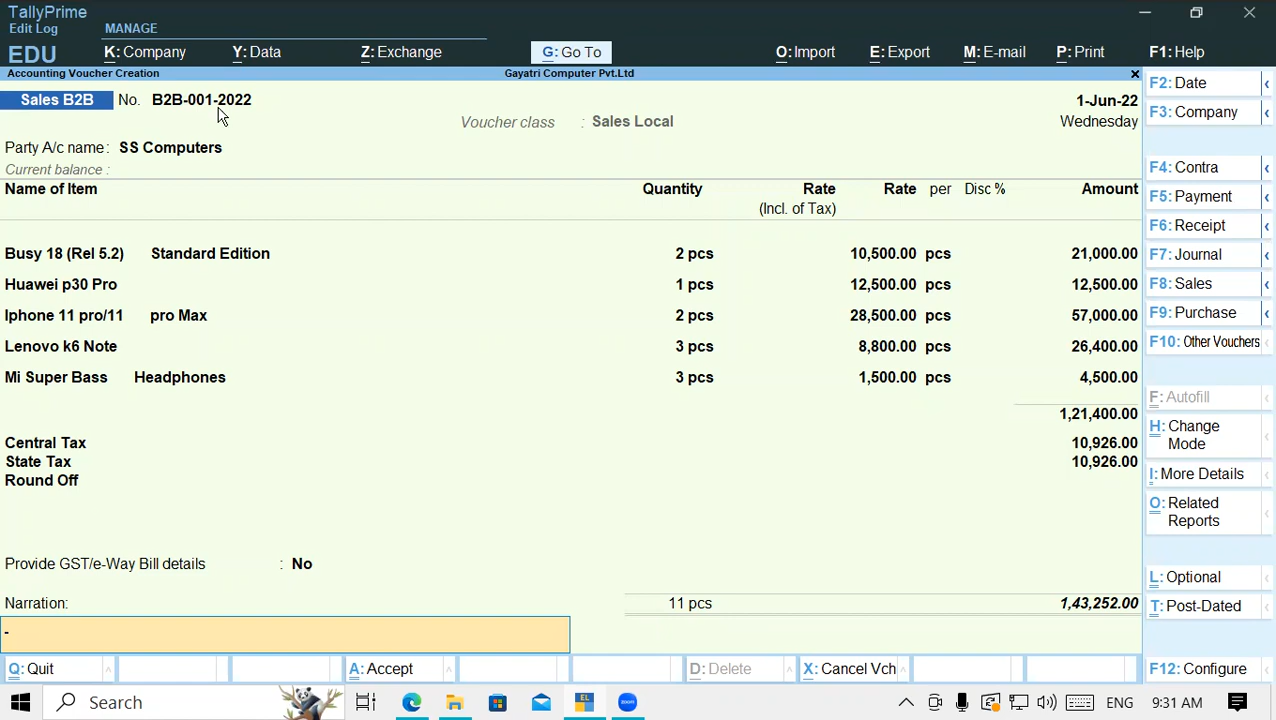 TallyPrime
Edit Log
MANAGE
EDU
K: Company
Y: Data
Z: Exchange
G: Go To
O: Import
E: Export
M: E-mail
P: Print
F1: Help
Accounting Voucher Creation
Gayatri Computer Pvt.Ltd
Sales B2B
No. B2B-001-2022
1-Jun-22
Voucher class : Sales Local
Wednesday
Party A/c name : SS Computers
Current balance :
Name of Item Quantity Rate Rate per Disc % Amount
(Incl. of Tax)
Busy 18 (Rel 5.2) Standard Edition 2 pcs 10,500.00 pcs 21,000.00
Huawei p30 Pro 1 pcs 12,500.00 pcs 12,500.00
Iphone 11 pro/11 pro Max 2 pcs 28,500.00 pcs 57,000.00
Lenovo k6 Note 3 pcs 8,800.00 pcs 26,400.00
Mi Super Bass Headphones 3 pcs 1,500.00 pcs 4,500.00
1,21,400.00
Central Tax 10,926.00
State Tax 10,926.00
Round Off
Provide GST/e-Way Bill details : No
Narration: 11 pcs 1,43,252.00
-
F2: Date
F3: Company
F4: Contra
F5: Payment
F6: Receipt
F7: Journal
F8: Sales
F9: Purchase
F10: Other Vouchers
F: Autofill
H: Change
Mode
I: More Details
O: Related
Reports
L: Optional
T: Post-Dated
Q: Quit
A: Accept
D: Delete
X: Cancel Vch
F12: Configure
Search
EL
zoom
ENG
9:31 AM